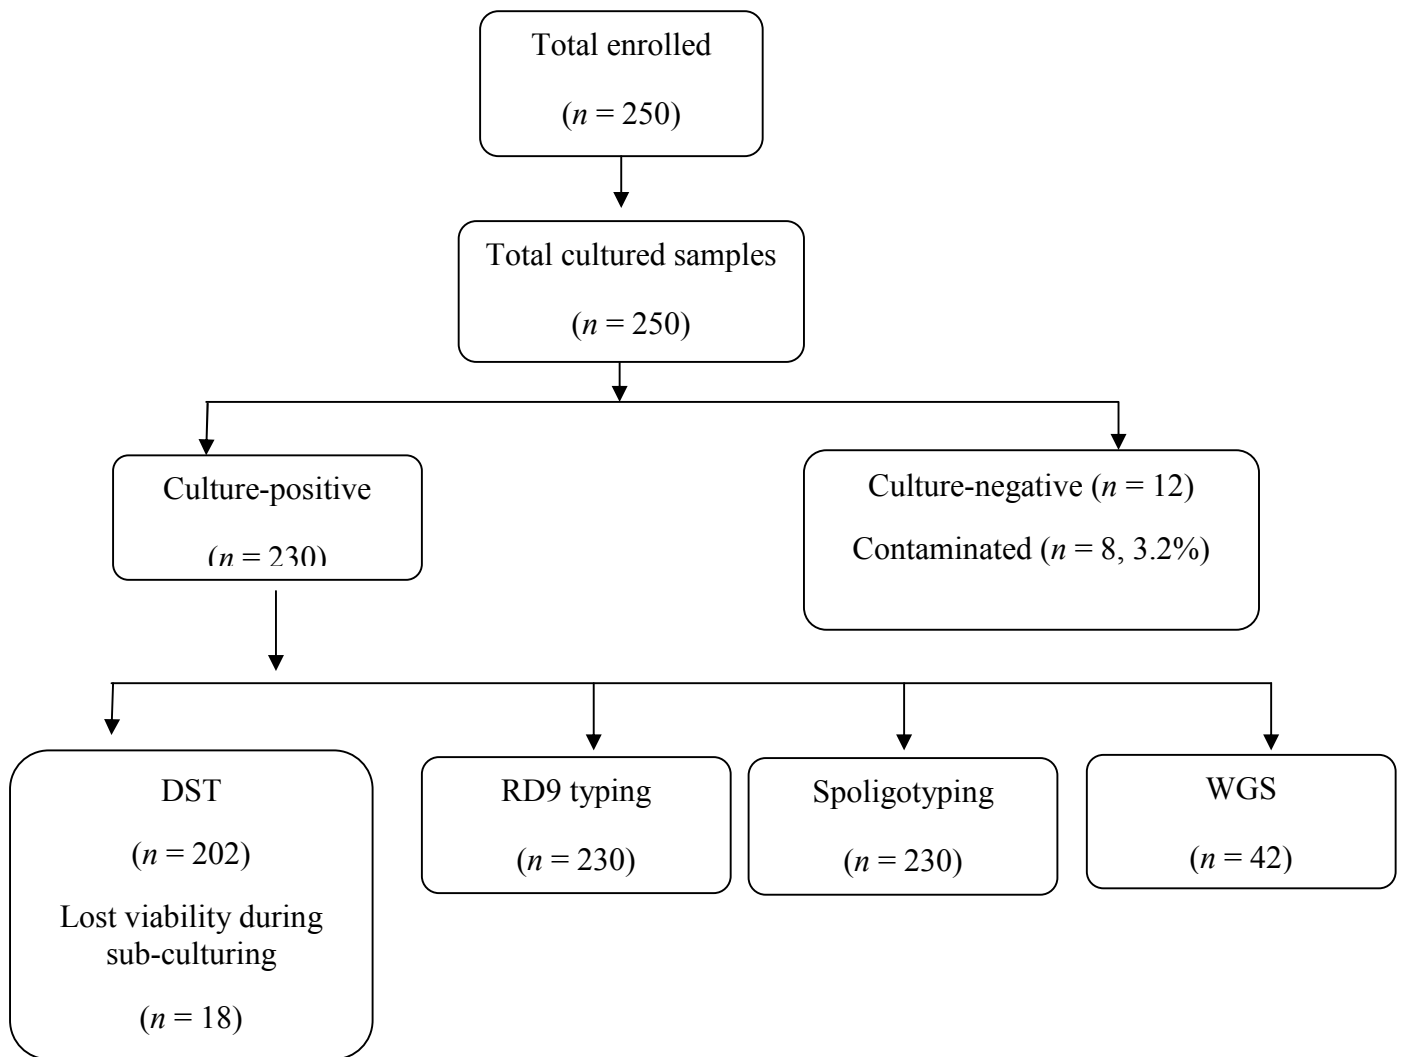 Total enrolled
(n = 250)
Total cultured samples
(n = 250)
Culture-positive
(n = 230)
Culture-negative (n = 12)
Contaminated (n = 8, 3.2%)
DST
(n = 202)
Lost viability during
sub-culturing
(n = 18)
RD9 typing
(n = 230)
Spoligotyping
(n = 230)
WGS
(n = 42)